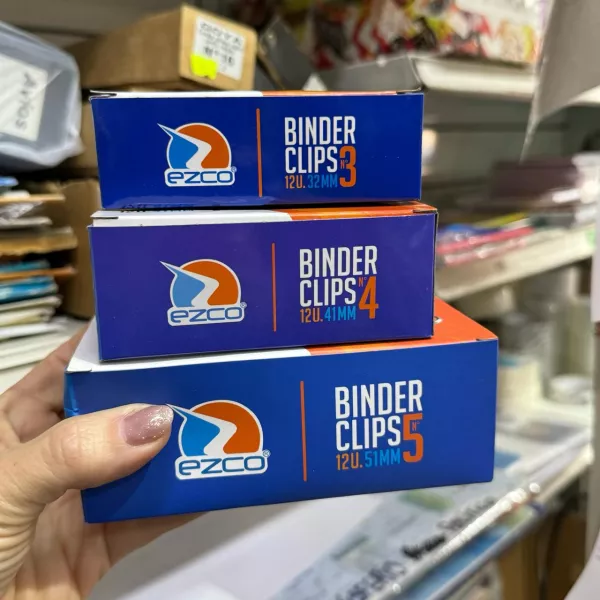 ezco®
BINDER
CLIPS Nº3
12U. 32MM
ezco®
BINDER
CLIPS Nº4
12U. 41MM
ezco®
BINDER
CLIPS Nº5
12U. 51MM